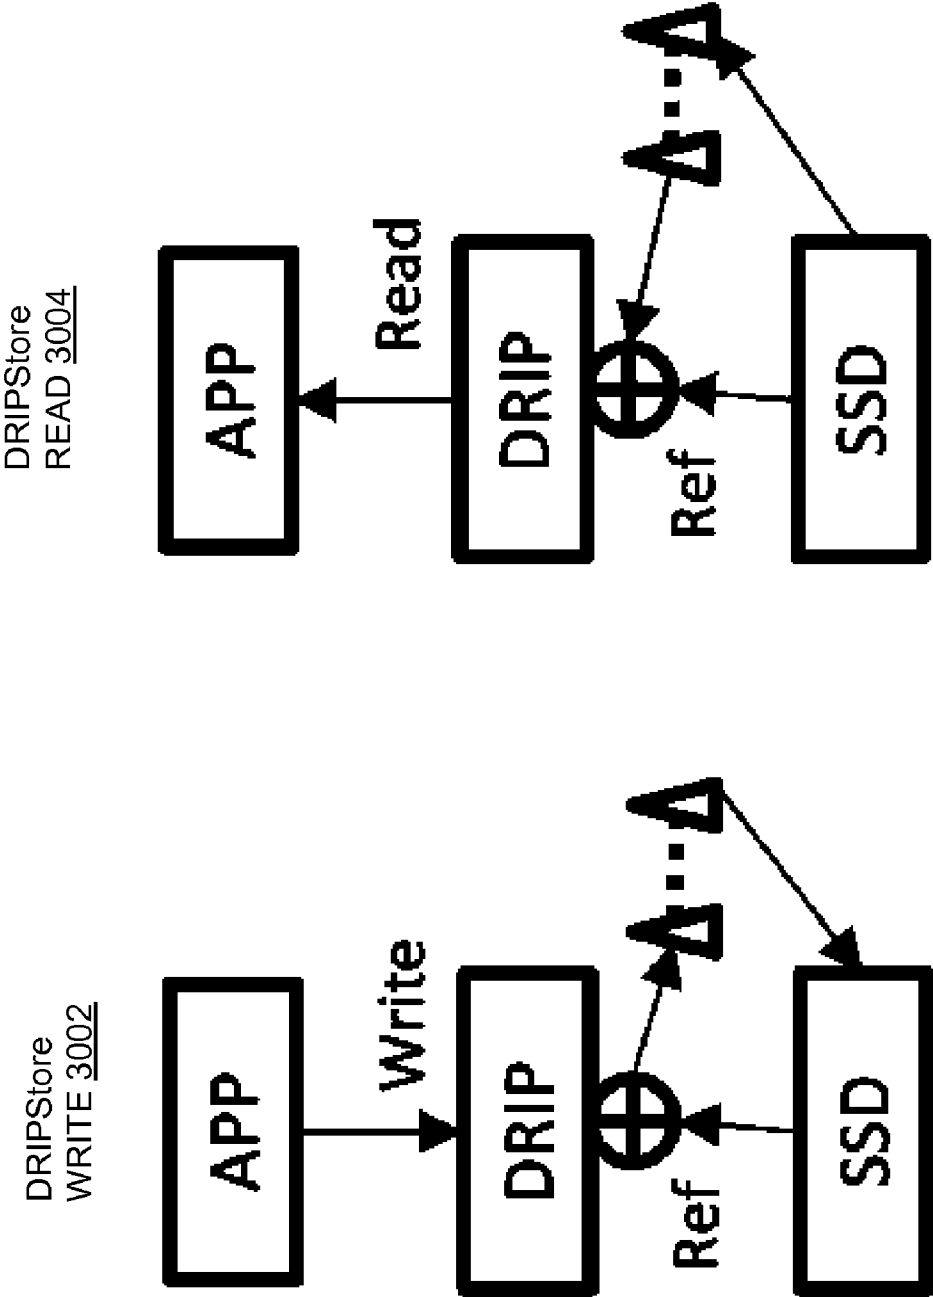 DRIPStore
WRITE 3002
APP
Write
DRIP
Ref
SSD
DRIPStore
READ 3004
APP
Read
DRIP
Ref
SSD